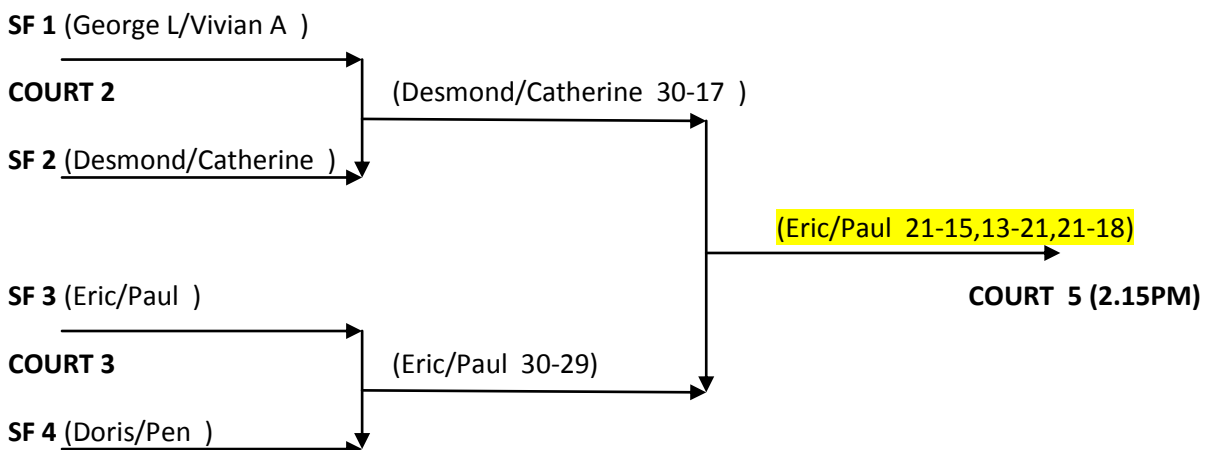 SF 1 (George L/Vivian A  )
COURT 2
(Desmond/Catherine  30-17  )
SF 2 (Desmond/Catherine  )
(Eric/Paul  21-15,13-21,21-18)
SF 3 (Eric/Paul  )
COURT  5 (2.15PM)
COURT 3
(Eric/Paul  30-29)
SF 4 (Doris/Pen  )